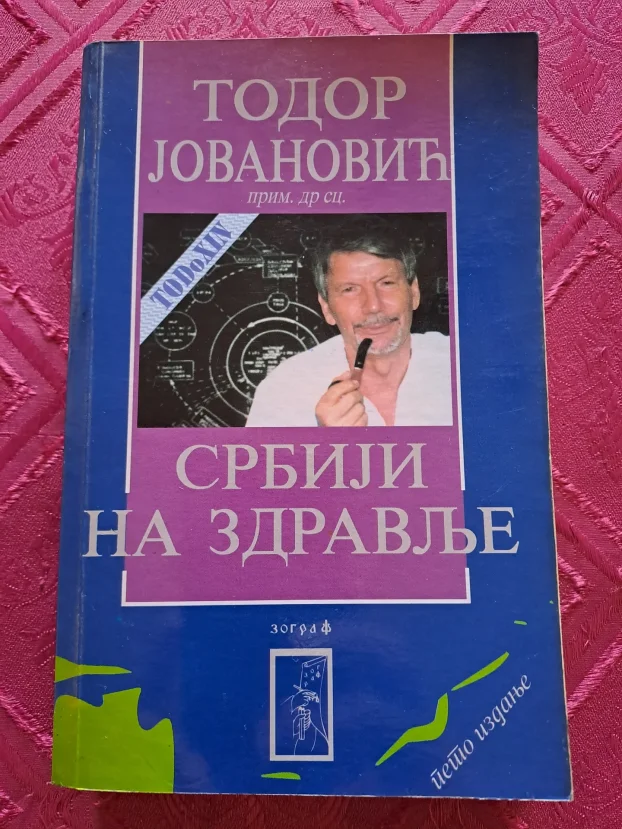 ТОДОР
ЈОВАНОВИЋ
прим. др сц.
TODoXIN
СРБИЈИ
НА ЗДРАВЉЕ
зограф
пето издање